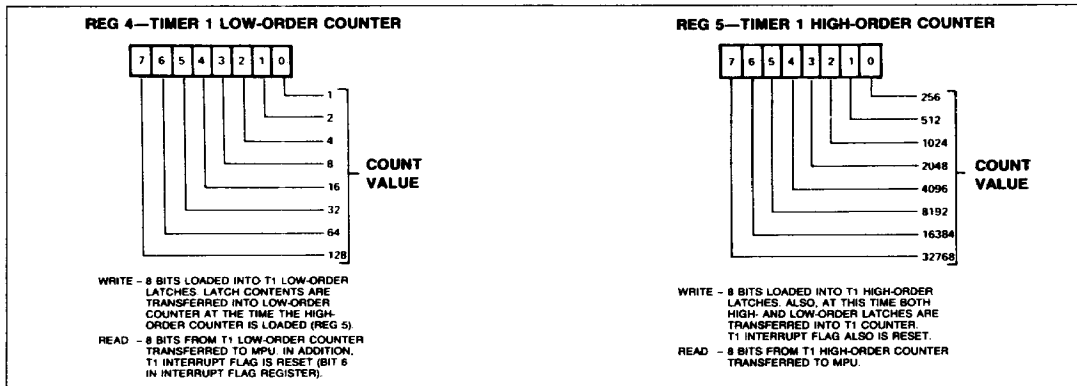 REG 4—TIMER 1 LOW-ORDER COUNTER
7 6 5 4 3 2 1 0
1
2
4
8
16
32
64
128
COUNT
VALUE
WRITE – 8 BITS LOADED INTO T1 LOW-ORDER
LATCHES. LATCH CONTENTS ARE
TRANSFERRED INTO LOW-ORDER
COUNTER AT THE TIME THE HIGH-
ORDER COUNTER IS LOADED (REG 5).
READ – 8 BITS FROM T1 LOW-ORDER COUNTER
TRANSFERRED TO MPU. IN ADDITION,
T1 INTERRUPT FLAG IS RESET (BIT 6
IN INTERRUPT FLAG REGISTER).
REG 5—TIMER 1 HIGH-ORDER COUNTER
7 6 5 4 3 2 1 0
256
512
1024
2048
4096
8192
16384
32768
COUNT
VALUE
WRITE – 8 BITS LOADED INTO T1 HIGH-ORDER
LATCHES. ALSO, AT THIS TIME BOTH
HIGH- AND LOW-ORDER LATCHES ARE
TRANSFERRED INTO T1 COUNTER.
T1 INTERRUPT FLAG ALSO IS RESET.
READ – 8 BITS FROM T1 HIGH-ORDER COUNTER
TRANSFERRED TO MPU.